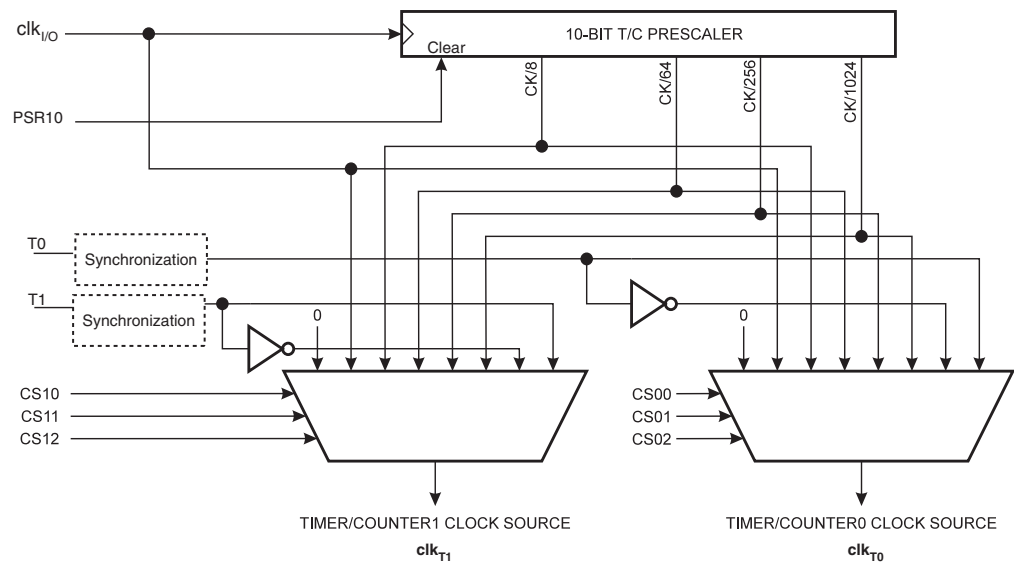 clkI/O
10-BIT T/C PRESCALER
Clear
PSR10
CK/8
CK/64
CK/256
CK/1024
T0
Synchronization
T1
Synchronization
0
0
CS10
CS11
CS12
CS00
CS01
CS02
TIMER/COUNTER1 CLOCK SOURCE
clkT1
TIMER/COUNTER0 CLOCK SOURCE
clkT0